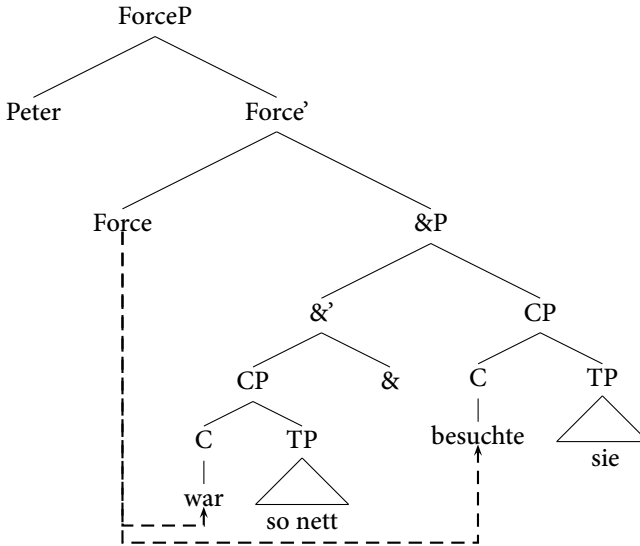 ForceP
Peter Force’
Force &P
&’ CP
CP & C TP
C TP besuchte sie
war so nett